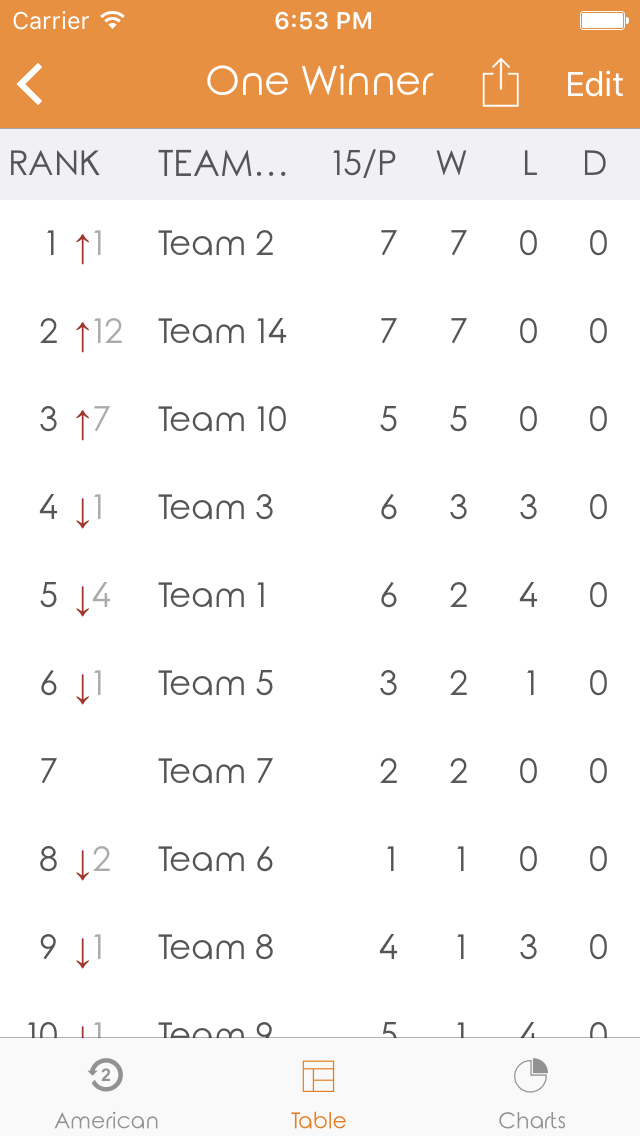 Carrier 6:53 PM
One Winner Edit
RANK TEAM... 15/P W L D
1 ↑1 Team 2 7 7 0 0
2 ↑12 Team 14 7 7 0 0
3 ↑7 Team 10 5 5 0 0
4 ↓1 Team 3 6 3 3 0
5 ↓4 Team 1 6 2 4 0
6 ↓1 Team 5 3 2 1 0
7 Team 7 2 2 0 0
8 ↓2 Team 6 1 1 0 0
9 ↓1 Team 8 4 1 3 0
10 ↓1 Team 9 5 1 4 0
2
American Table Charts